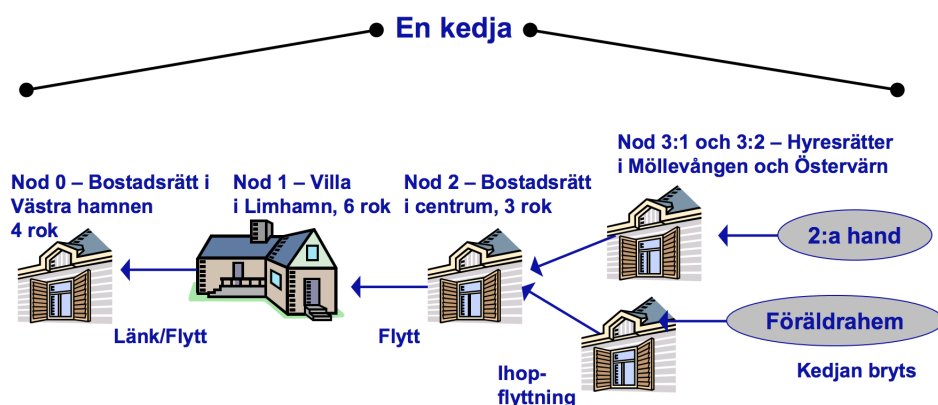 En kedja
Nod 3:1 och 3:2 – Hyresrätter
i Möllevången och Östervärn
Nod 0 – Bostadsrätt i
Västra hamnen
4 rok
Nod 1 – Villa
i Limhamn, 6 rok
Nod 2 – Bostadsrätt
i centrum, 3 rok
2:a hand
Föräldrahem
Länk/Flytt
Flytt
Ihop-
flyttning
Kedjan bryts